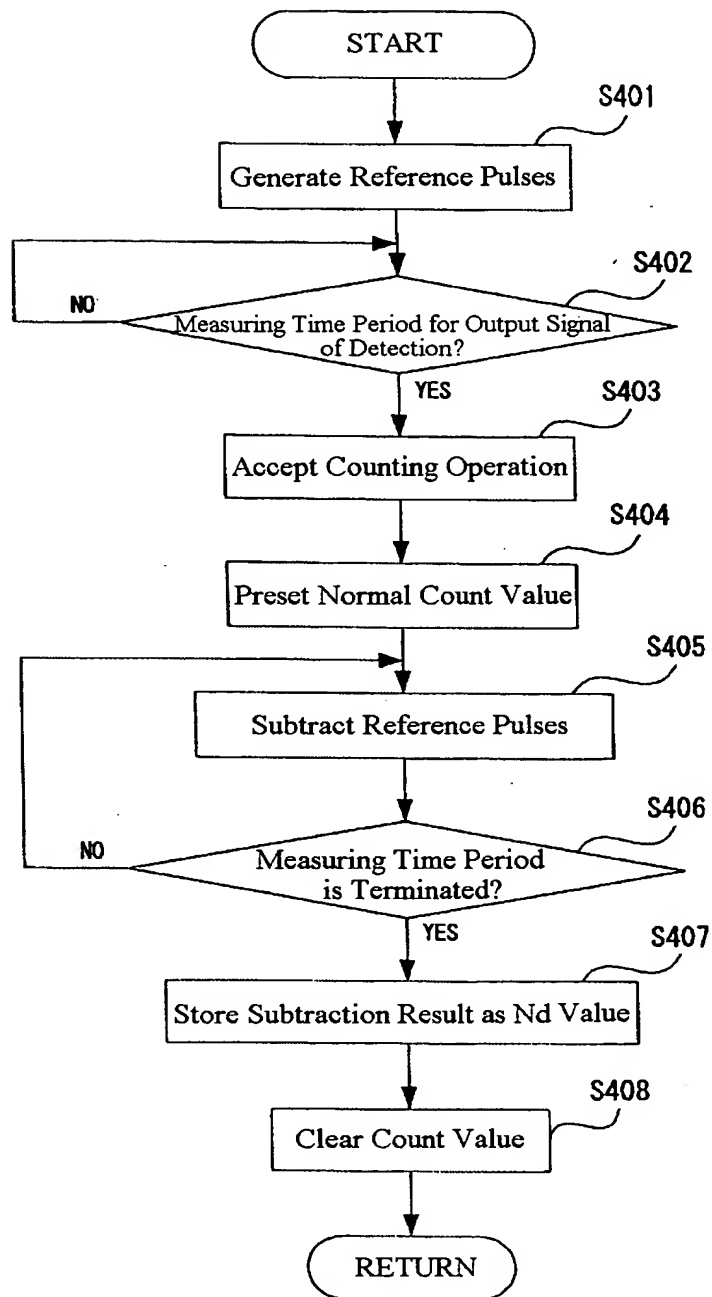 START
S401
Generate Reference Pulses
S402
NO
Measuring Time Period for Output Signal
of Detection?
YES
S403
Accept Counting Operation
S404
Preset Normal Count Value
S405
Subtract Reference Pulses
S406
NO
Measuring Time Period
is Terminated?
YES
S407
Store Subtraction Result as Nd Value
S408
Clear Count Value
RETURN